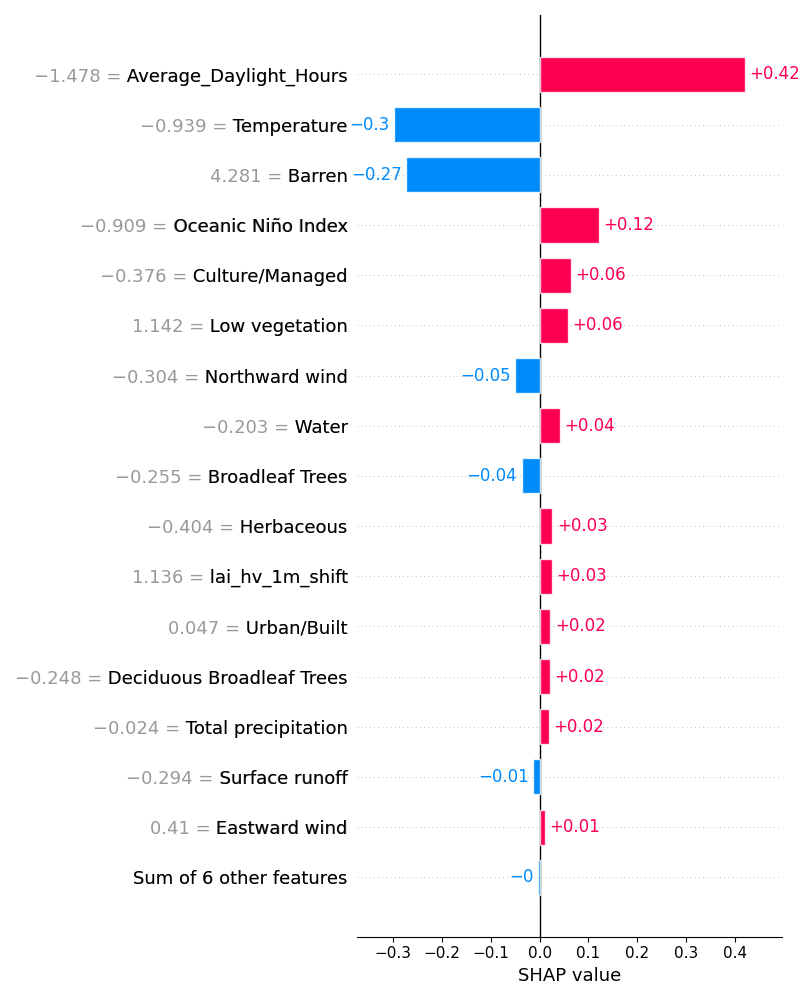 −1.478 = Average_Daylight_Hours +0.42
−0.939 = Temperature −0.3
4.281 = Barren −0.27
−0.909 = Oceanic Niño Index +0.12
−0.376 = Culture/Managed +0.06
1.142 = Low vegetation +0.06
−0.304 = Northward wind −0.05
−0.203 = Water +0.04
−0.255 = Broadleaf Trees −0.04
−0.404 = Herbaceous +0.03
1.136 = lai_hv_1m_shift +0.03
0.047 = Urban/Built +0.02
−0.248 = Deciduous Broadleaf Trees +0.02
−0.024 = Total precipitation +0.02
−0.294 = Surface runoff −0.01
0.41 = Eastward wind +0.01
Sum of 6 other features −0
−0.3 −0.2 −0.1 0.0 0.1 0.2 0.3 0.4
SHAP value